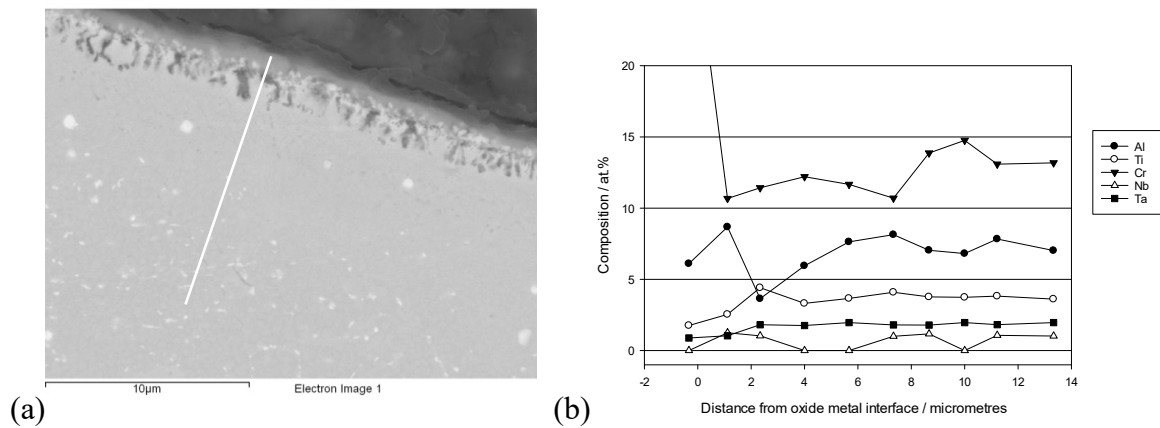 10µm
Electron Image 1
(a)
(b)
Composition / at.%
20
15
10
5
0
-2
0
2
4
6
8
10
12
14
Distance from oxide metal interface / micrometres
Al
Ti
Cr
Nb
Ta